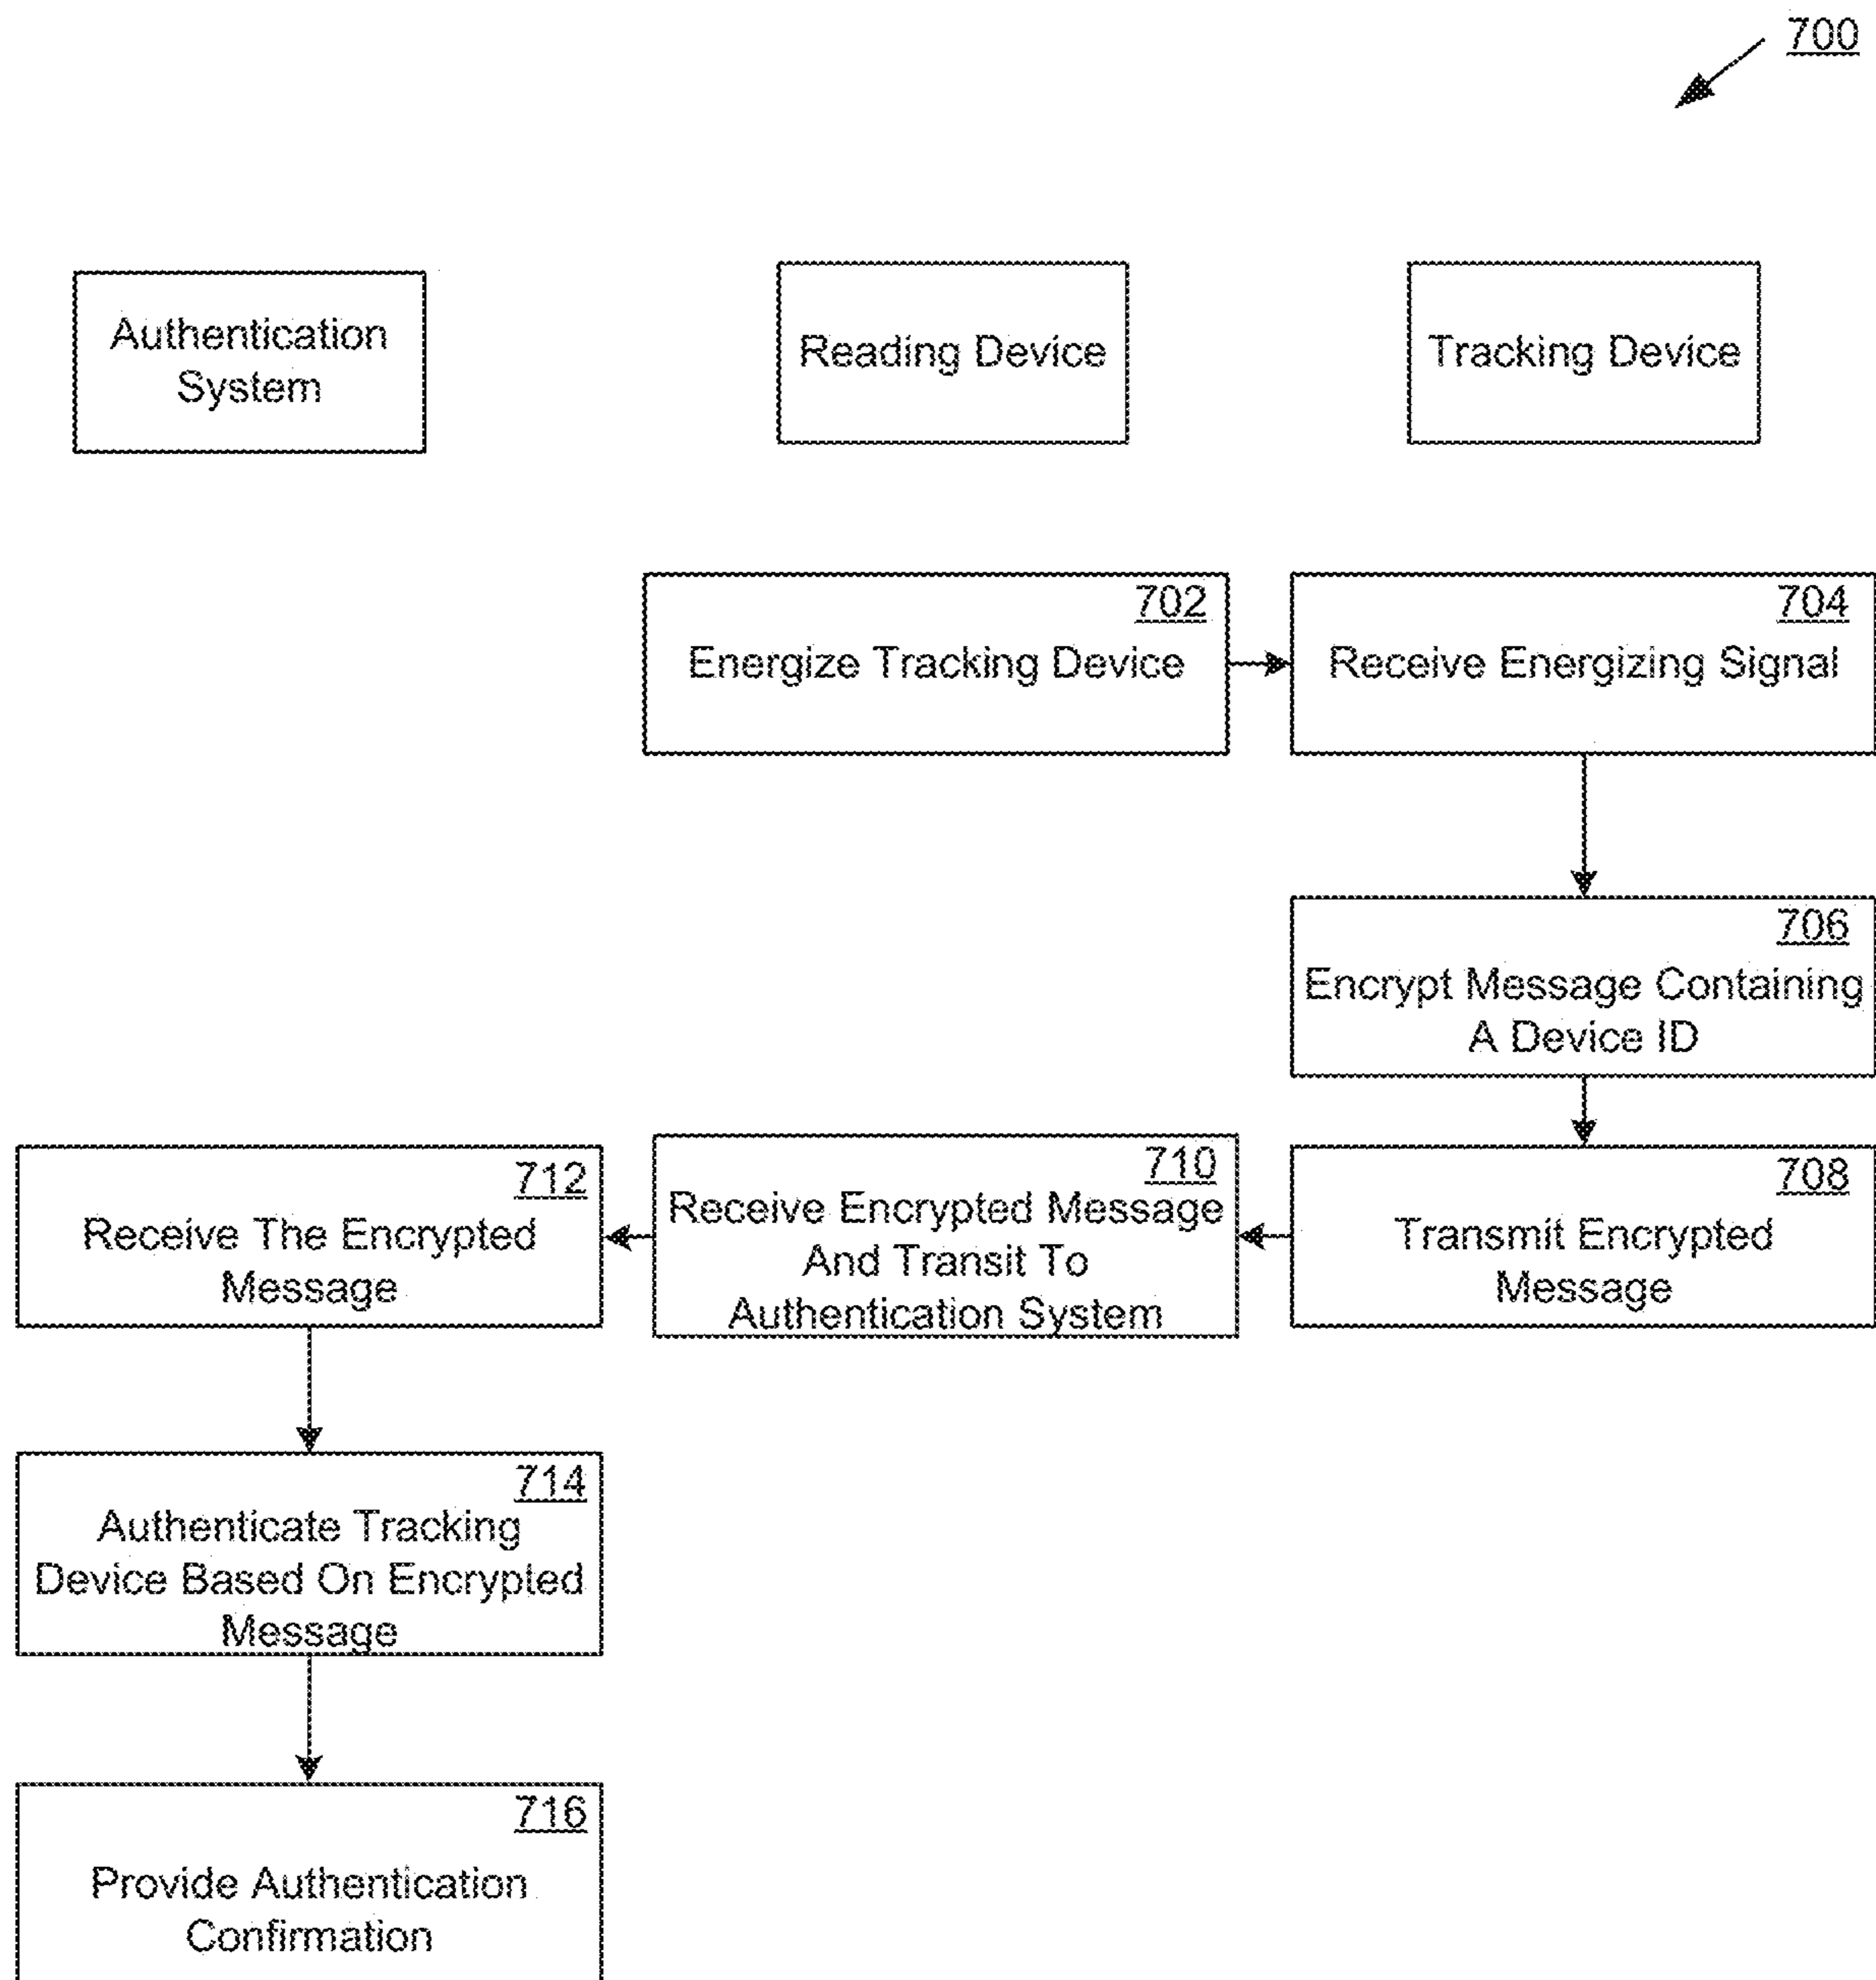 700
Authentication
System
Reading Device
Tracking Device
702
Energize Tracking Device
704
Receive Energizing Signal
706
Encrypt Message Containing
A Device ID
708
Transmit Encrypted
Message
710
Receive Encrypted Message
And Transit To
Authentication System
712
Receive The Encrypted
Message
714
Authenticate Tracking
Device Based On Encrypted
Message
716
Provide Authentication
Confirmation